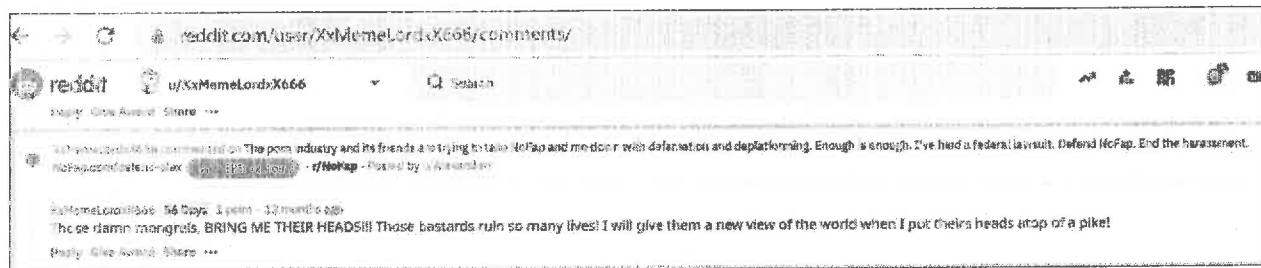 reddit.com/user/XxMemeLordxX666/comments/
reddit u/XxMemeLordxX666 Search
Reply Give Award Share ...
commented on The porn industry and its friends are trying to take NoFap and me down with defamation and deplatforming. Enough is enough. I've filed a federal lawsuit. Defend NoFap. End the harassment.
r/NoFap · Posted by
XxMemeLordxX666 56 Days 1 point · 12 months ago
These damn mongrels, BRING ME THEIR HEADS!!! Those bastards ruin so many lives! I will give them a new view of the world when I put theirs heads atop of a pike!
Reply Give Award Share ...